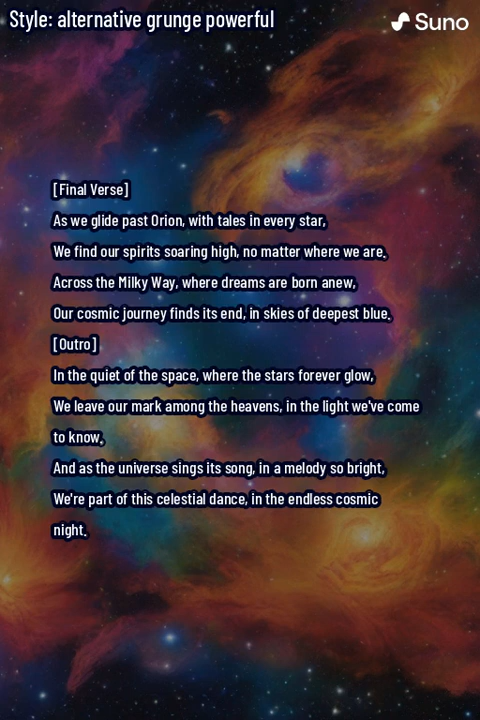 Style: alternative grunge powerful
Suno
[Final Verse]
As we glide past Orion, with tales in every star,
We find our spirits soaring high, no matter where we are.
Across the Milky Way, where dreams are born anew,
Our cosmic journey finds its end, in skies of deepest blue.
[Outro]
In the quiet of the space, where the stars forever glow,
We leave our mark among the heavens, in the light we've come
to know.
And as the universe sings its song, in a melody so bright,
We're part of this celestial dance, in the endless cosmic
night.